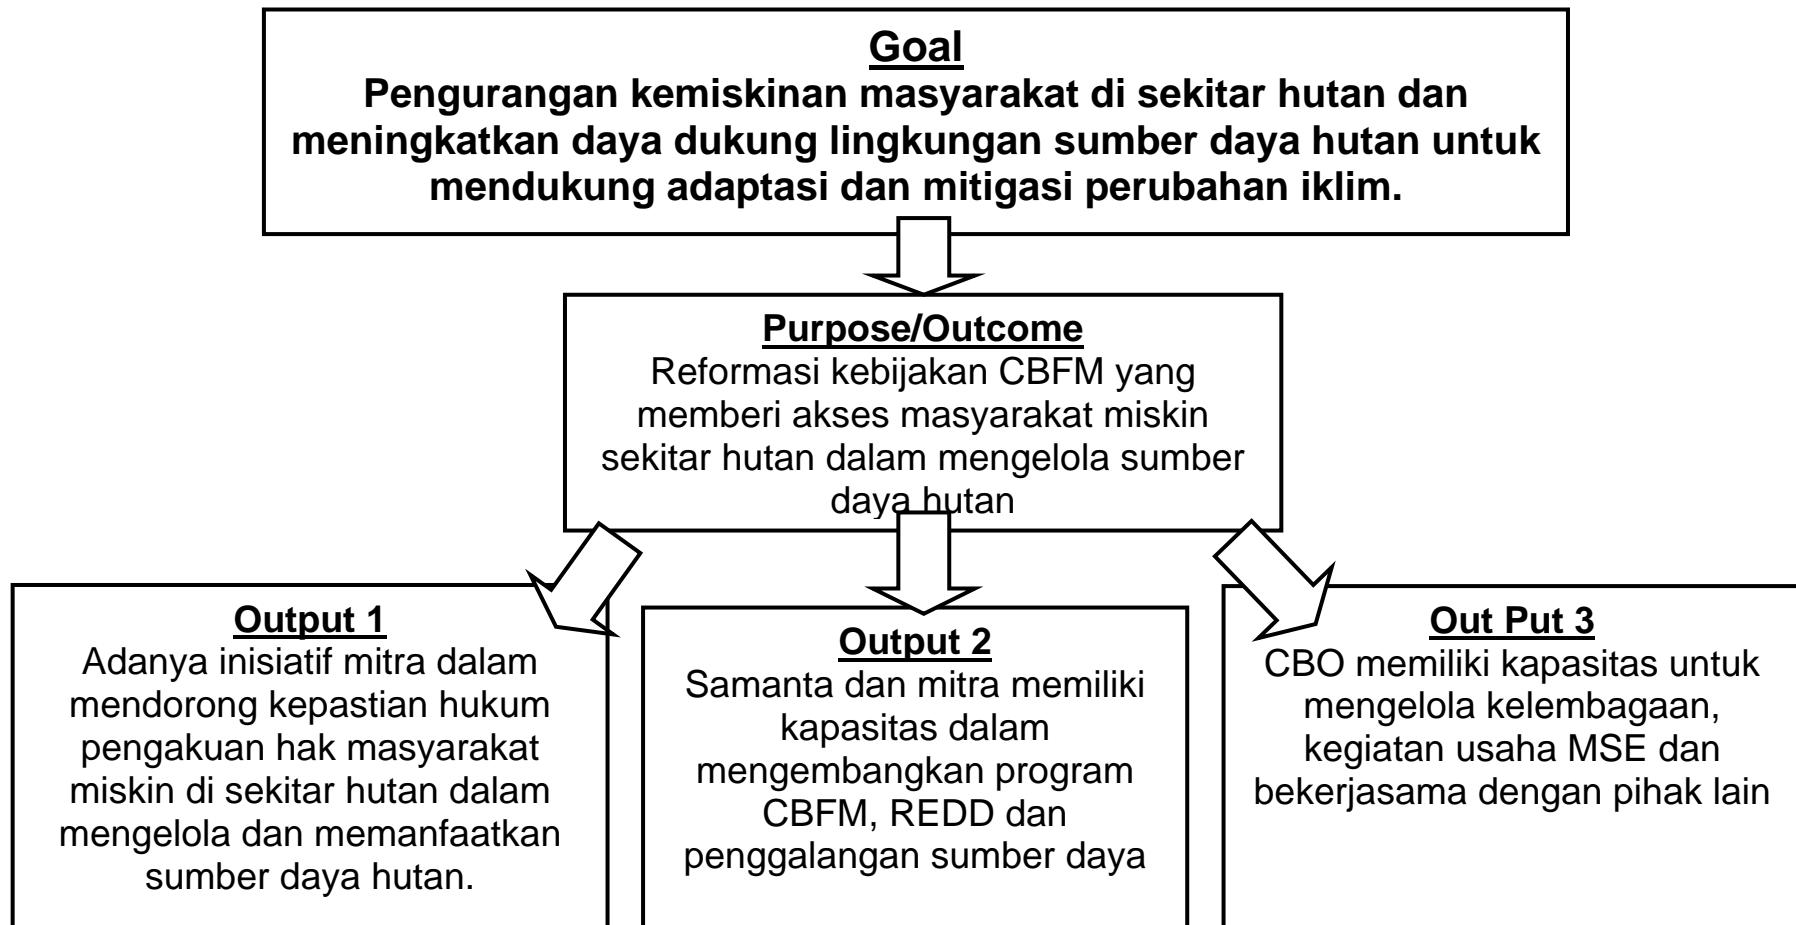 Goal
Pengurangan kemiskinan masyarakat di sekitar hutan dan
meningkatkan daya dukung lingkungan sumber daya hutan untuk
mendukung adaptasi dan mitigasi perubahan iklim.
Purpose/Outcome
Reformasi kebijakan CBFM yang
memberi akses masyarakat miskin
sekitar hutan dalam mengelola sumber
daya hutan
Output 1
Adanya inisiatif mitra dalam
mendorong kepastian hukum
pengakuan hak masyarakat
miskin di sekitar hutan dalam
mengelola dan memanfaatkan
sumber daya hutan.
Output 2
Samanta dan mitra memiliki
kapasitas dalam
mengembangkan program
CBFM, REDD dan
penggalangan sumber daya
Out Put 3
CBO memiliki kapasitas untuk
mengelola kelembagaan,
kegiatan usaha MSE dan
bekerjasama dengan pihak lain